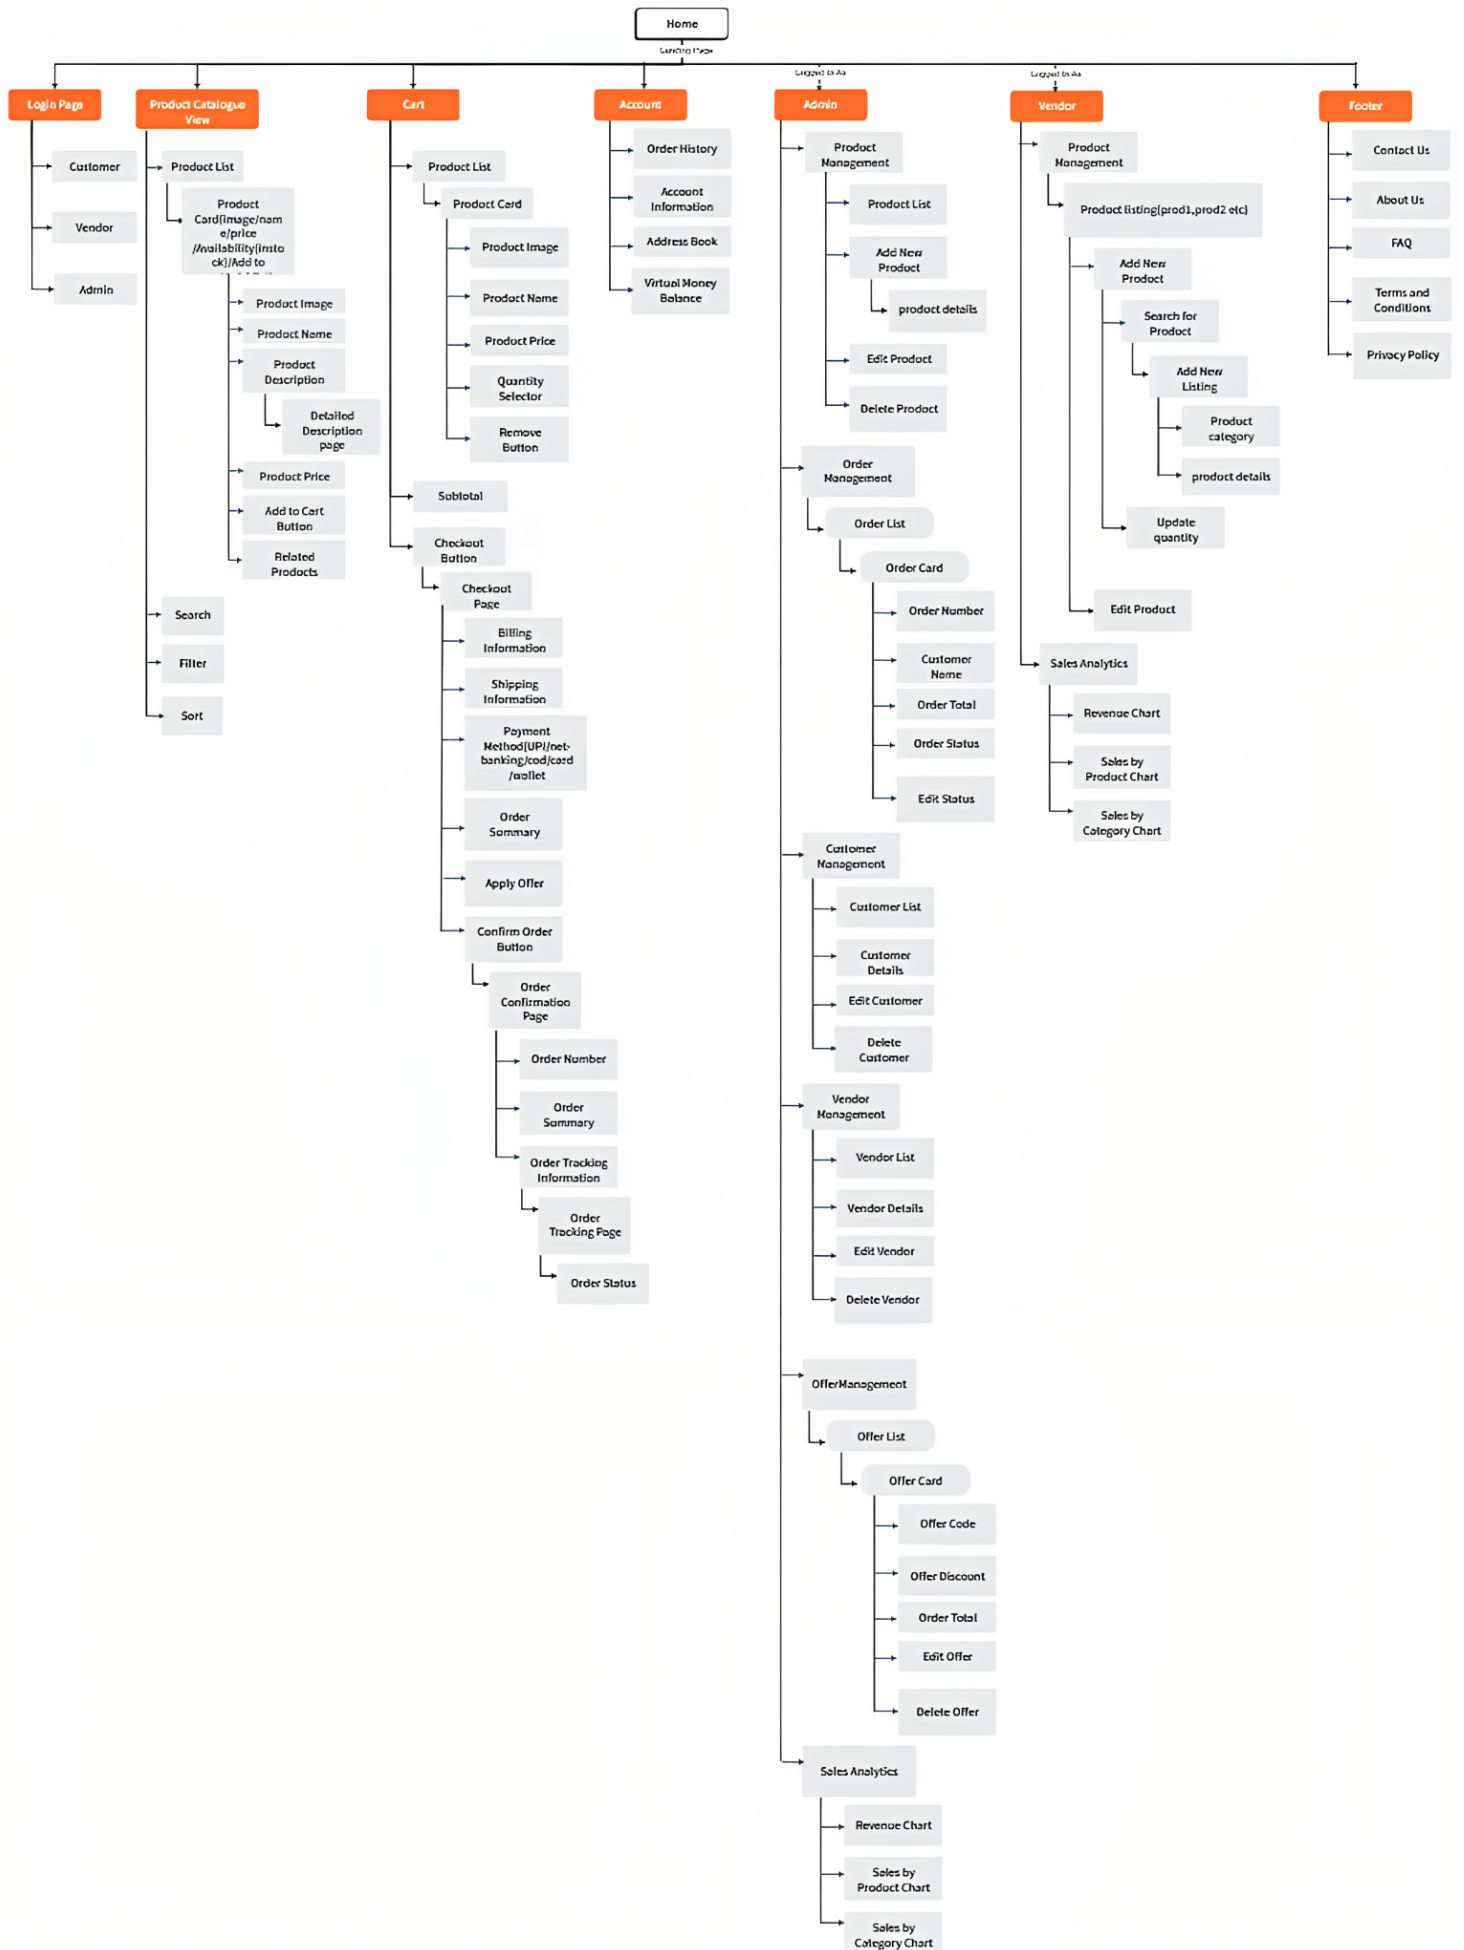 Home
Landing Page
Logged In As
Logged In As
Login Page
Customer
Vendor
Admin
Product Catalogue
View
Product List
Product
Card(image/nam
e/price
/Availability(insto
ck)/Add to
Product Image
Product Name
Product
Description
Detailed
Description
page
Product Price
Add to Cart
Button
Related
Products
Search
Filter
Sort
Cart
Product List
Product Card
Product Image
Product Name
Product Price
Quantity
Selector
Remove
Button
Subtotal
Checkout
Button
Checkout
Page
Billing
Information
Shipping
Information
Payment
Method(UPI/net-
banking/cod/card
/wallet
Order
Summary
Apply Offer
Confirm Order
Button
Order
Confirmation
Page
Order Number
Order
Summary
Order Tracking
Information
Order
Tracking Page
Order Status
Account
Order History
Account
Information
Address Book
Virtual Money
Balance
Admin
Product
Management
Product List
Add New
Product
product details
Edit Product
Delete Product
Order
Management
Order List
Order Card
Order Number
Customer
Name
Order Total
Order Status
Edit Status
Customer
Management
Customer List
Customer
Details
Edit Customer
Delete
Customer
Vendor
Management
Vendor List
Vendor Details
Edit Vendor
Delete Vendor
OfferManagement
Offer List
Offer Card
Offer Code
Offer Discount
Order Total
Edit Offer
Delete Offer
Sales Analytics
Revenue Chart
Sales by
Product Chart
Sales by
Category Chart
Vendor
Product
Management
Product listing(prod1,prod2 etc)
Add New
Product
Search for
Product
Add New
Listing
Product
category
product details
Update
quantity
Edit Product
Sales Analytics
Revenue Chart
Sales by
Product Chart
Sales by
Category Chart
Footer
Contact Us
About Us
FAQ
Terms and
Conditions
Privacy Policy